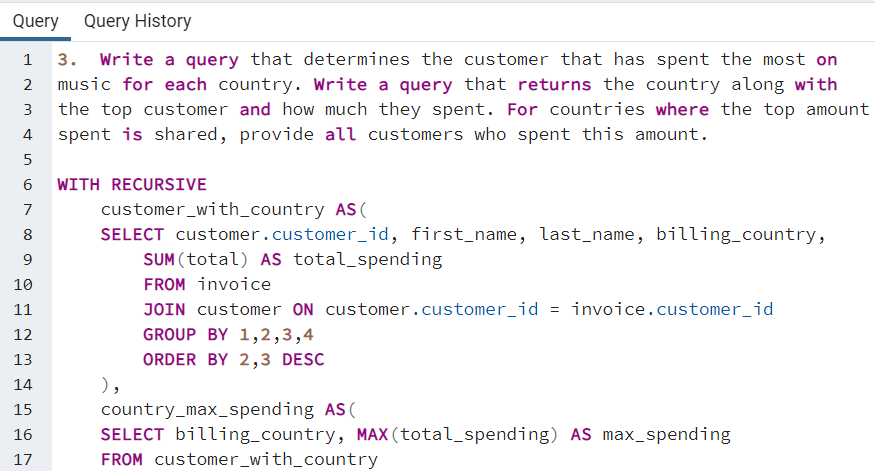 Query Query History
1 3. Write a query that determines the customer that has spent the most on
2 music for each country. Write a query that returns the country along with
3 the top customer and how much they spent. For countries where the top amount
4 spent is shared, provide all customers who spent this amount.
5
6 WITH RECURSIVE
7 customer_with_country AS(
8 SELECT customer.customer_id, first_name, last_name, billing_country,
9 SUM(total) AS total_spending
10 FROM invoice
11 JOIN customer ON customer.customer_id = invoice.customer_id
12 GROUP BY 1,2,3,4
13 ORDER BY 2,3 DESC
14 ),
15 country_max_spending AS(
16 SELECT billing_country, MAX(total_spending) AS max_spending
17 FROM customer_with_country